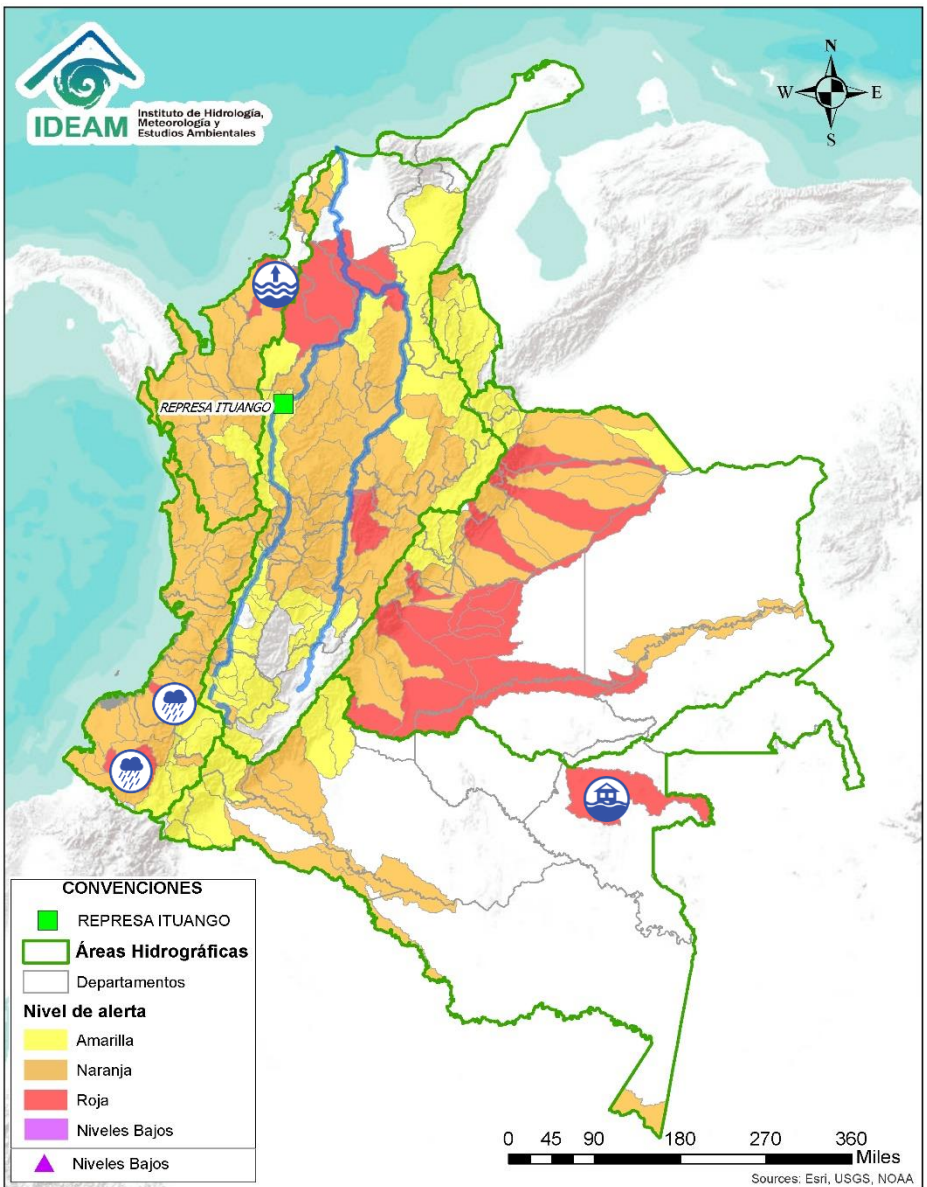 IDEAM
Instituto de Hidrología,
Meteorología y
Estudios Ambientales
N
W
E
S
REPRESA ITUANGO
CONVENCIONES
REPRESA ITUANGO
Áreas Hidrográficas
Departamentos
Nivel de alerta
Amarilla
Naranja
Roja
Niveles Bajos
Niveles Bajos
0 45 90 180 270 360
Miles
Sources: Esri, USGS, NOAA